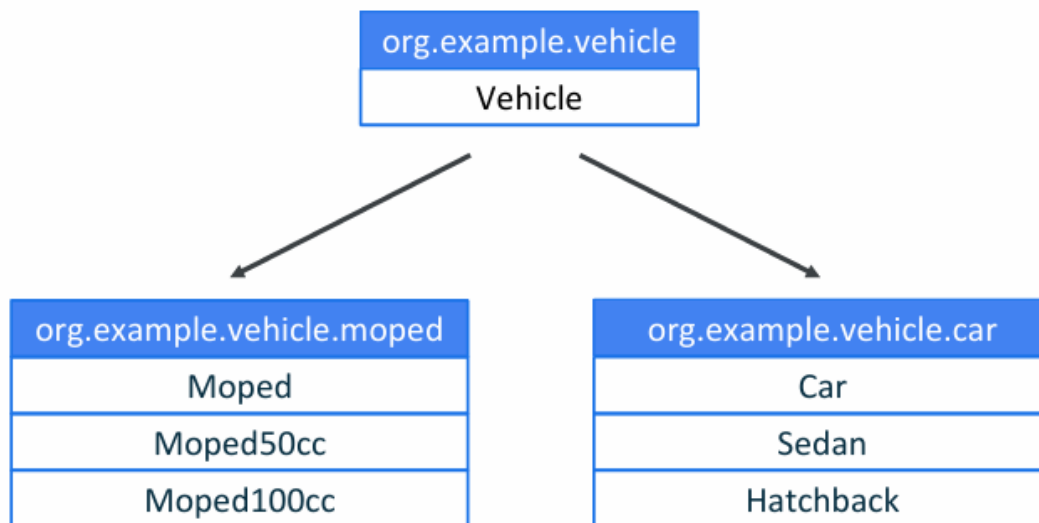 org.example.vehicle
Vehicle
org.example.vehicle.moped
Moped
Moped50cc
Moped100cc
org.example.vehicle.car
Car
Sedan
Hatchback